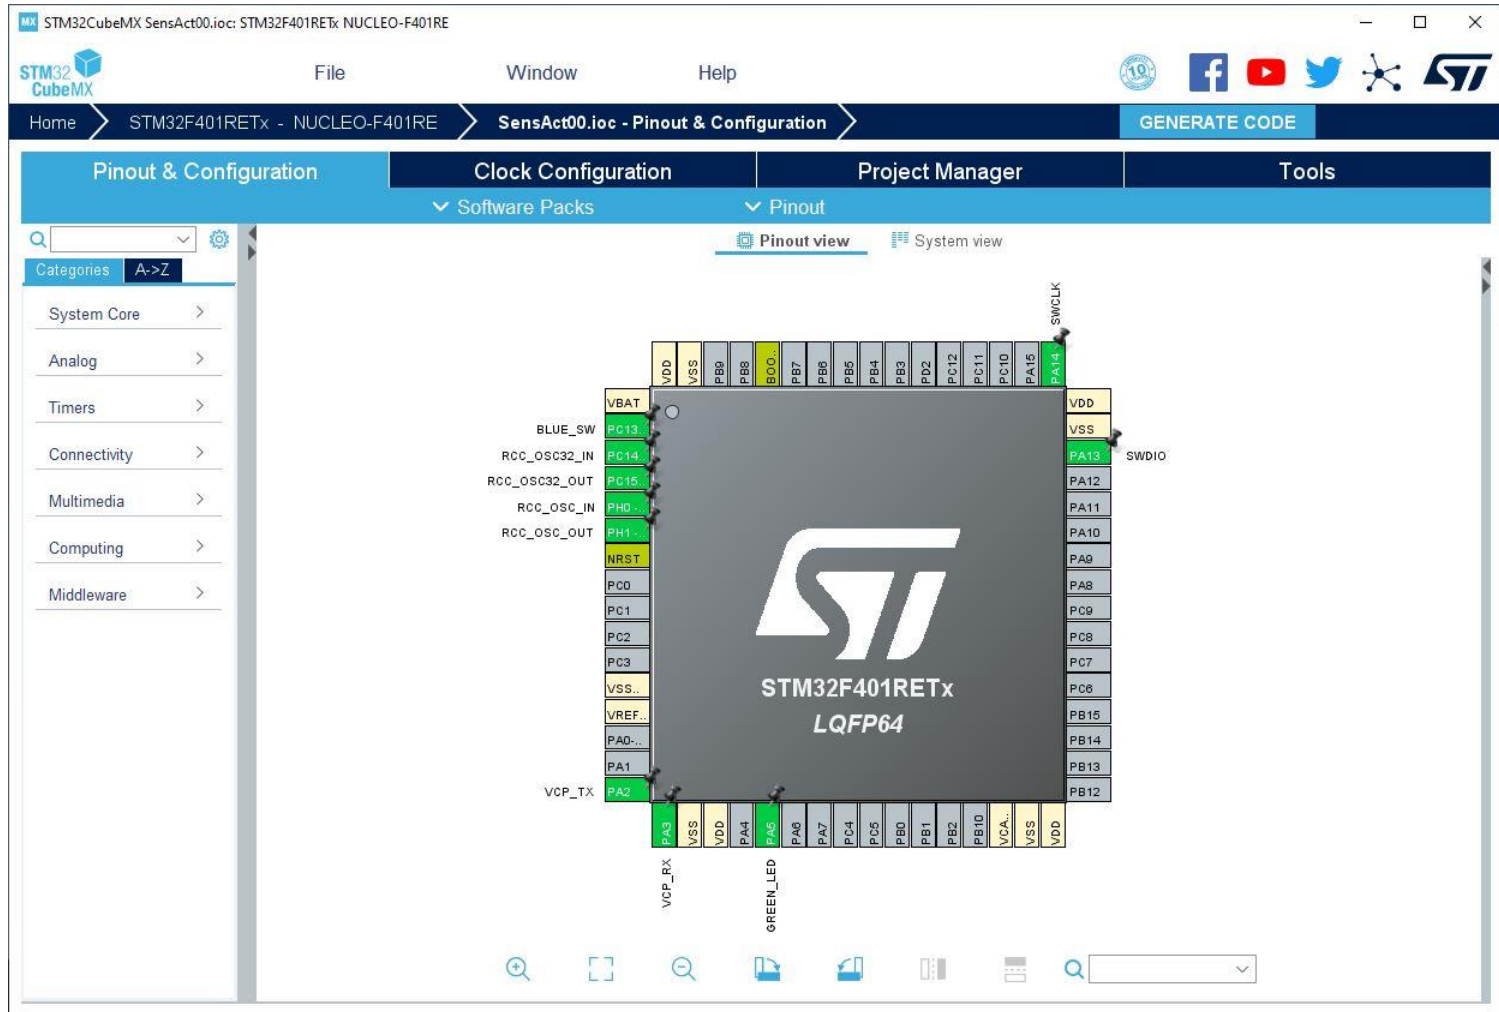 MX STM32CubeMX SensAct00.ioc: STM32F401RETx NUCLEO-F401RE
STM32
CubeMX
File Window Help
10
Home STM32F401RETx - NUCLEO-F401RE SensAct00.ioc - Pinout & Configuration GENERATE CODE
Pinout & Configuration Clock Configuration Project Manager Tools
Software Packs Pinout
Pinout view System view
Categories A->Z
System Core
Analog
Timers
Connectivity
Multimedia
Computing
Middleware
SWCLK
VDD VSS PB9 PB8 BOO.. PB7 PB6 PB5 PB4 PB3 PD2 PC12 PC11 PC10 PA15 PA14..
VBAT
BLUE_SW PC13..
RCC_OSC32_IN PC14..
RCC_OSC32_OUT PC15..
RCC_OSC_IN PH0 -..
RCC_OSC_OUT PH1 -..
NRST
PC0
PC1
PC2
PC3
VSS..
VREF..
PA0-..
PA1
VCP_TX PA2
VDD
VSS
PA13 SWDIO
PA12
PA11
PA10
PA9
PA8
PC9
PC8
PC7
PC6
PB15
PB14
PB13
PB12
STM32F401RETx
LQFP64
PA3 VSS VDD PA4 PA5 PA6 PA7 PC4 PC5 PB0 PB1 PB2 PB10 VCA.. VSS VDD
VCP_RX
GREEN_LED